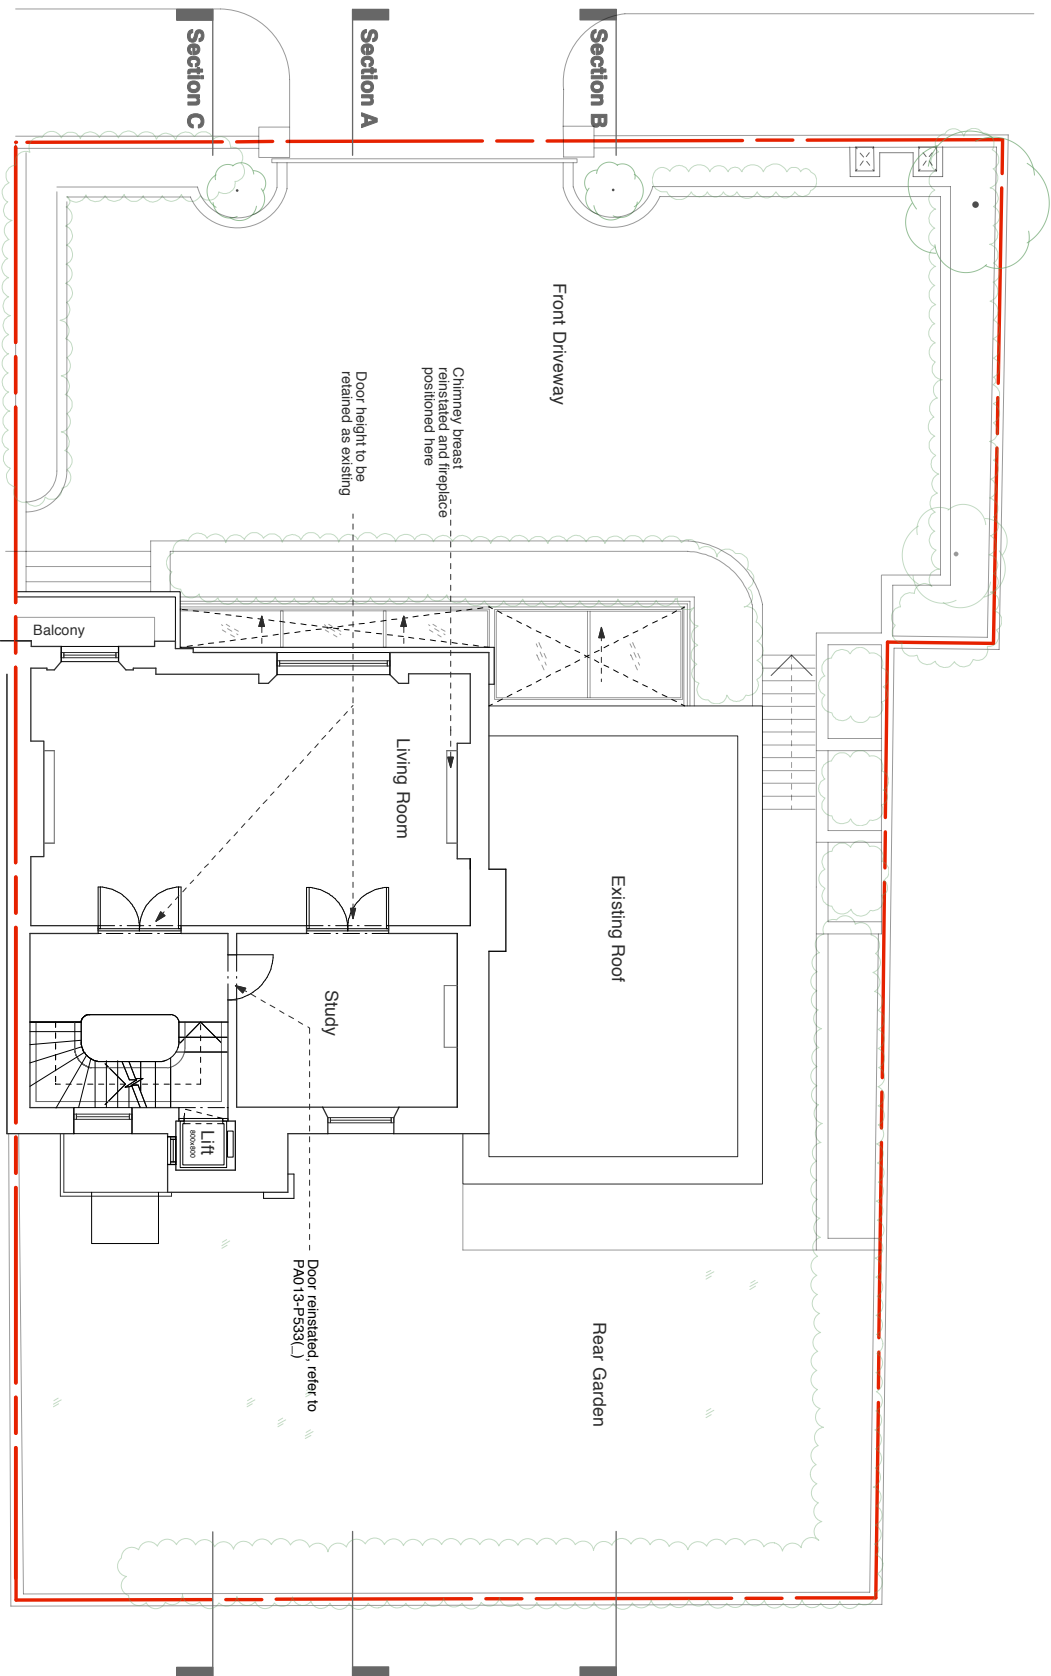 Section C
Section A
Section B
Front Driveway
Chimney breast
reinstated and fireplace
positioned here
Door height to be
retained as existing
Balcony
Living Room
Existing Roof
Study
Lift
800x800
Door reinstated, refer to
PA013-P533(_)
Rear Garden